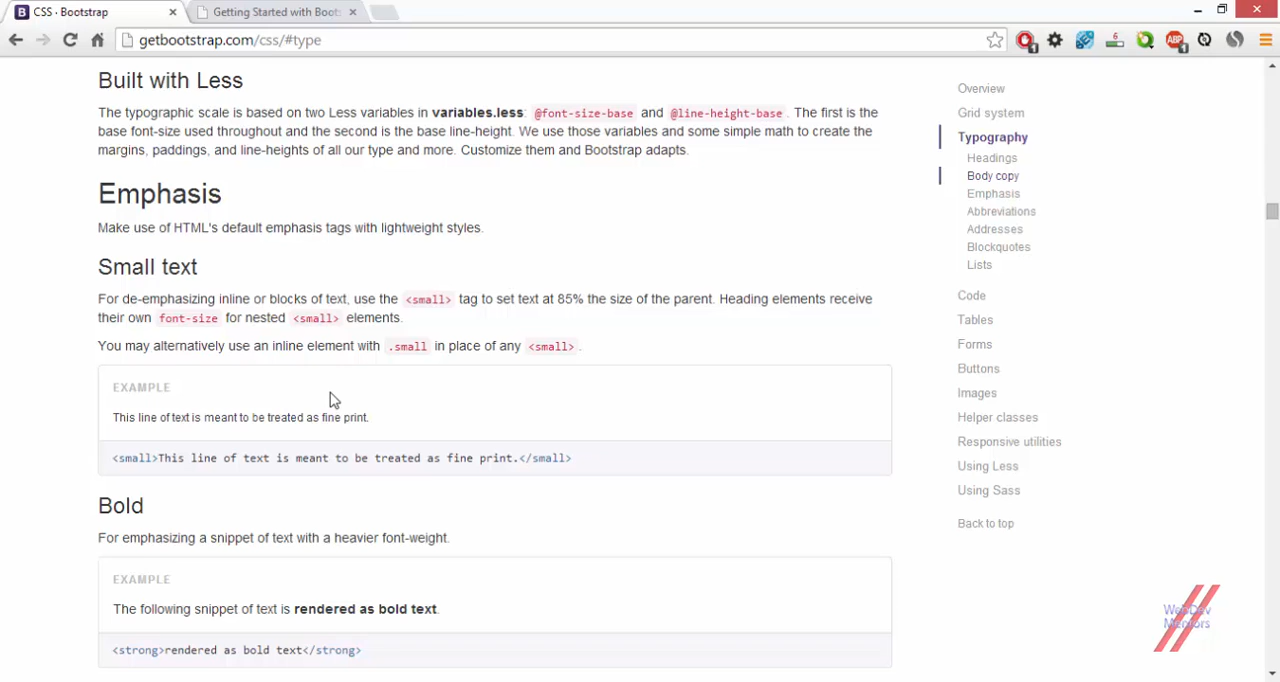 CSS · Bootstrap
Getting Started with Boots
getbootstrap.com/css/#type
6
1
1
Built with Less
The typographic scale is based on two Less variables in variables.less: @font-size-base and @line-height-base. The first is the
base font-size used throughout and the second is the base line-height. We use those variables and some simple math to create the
margins, paddings, and line-heights of all our type and more. Customize them and Bootstrap adapts.
Emphasis
Make use of HTML's default emphasis tags with lightweight styles.
Small text
For de-emphasizing inline or blocks of text, use the <small> tag to set text at 85% the size of the parent. Heading elements receive
their own font-size for nested <small> elements.
You may alternatively use an inline element with .small in place of any <small>.
EXAMPLE
This line of text is meant to be treated as fine print.
<small>This line of text is meant to be treated as fine print.</small>
Bold
For emphasizing a snippet of text with a heavier font-weight.
EXAMPLE
The following snippet of text is rendered as bold text.
<strong>rendered as bold text</strong>
Overview
Grid system
Typography
Headings
Body copy
Emphasis
Abbreviations
Addresses
Blockquotes
Lists
Code
Tables
Forms
Buttons
Images
Helper classes
Responsive utilities
Using Less
Using Sass
Back to top
WebDev
Mentors